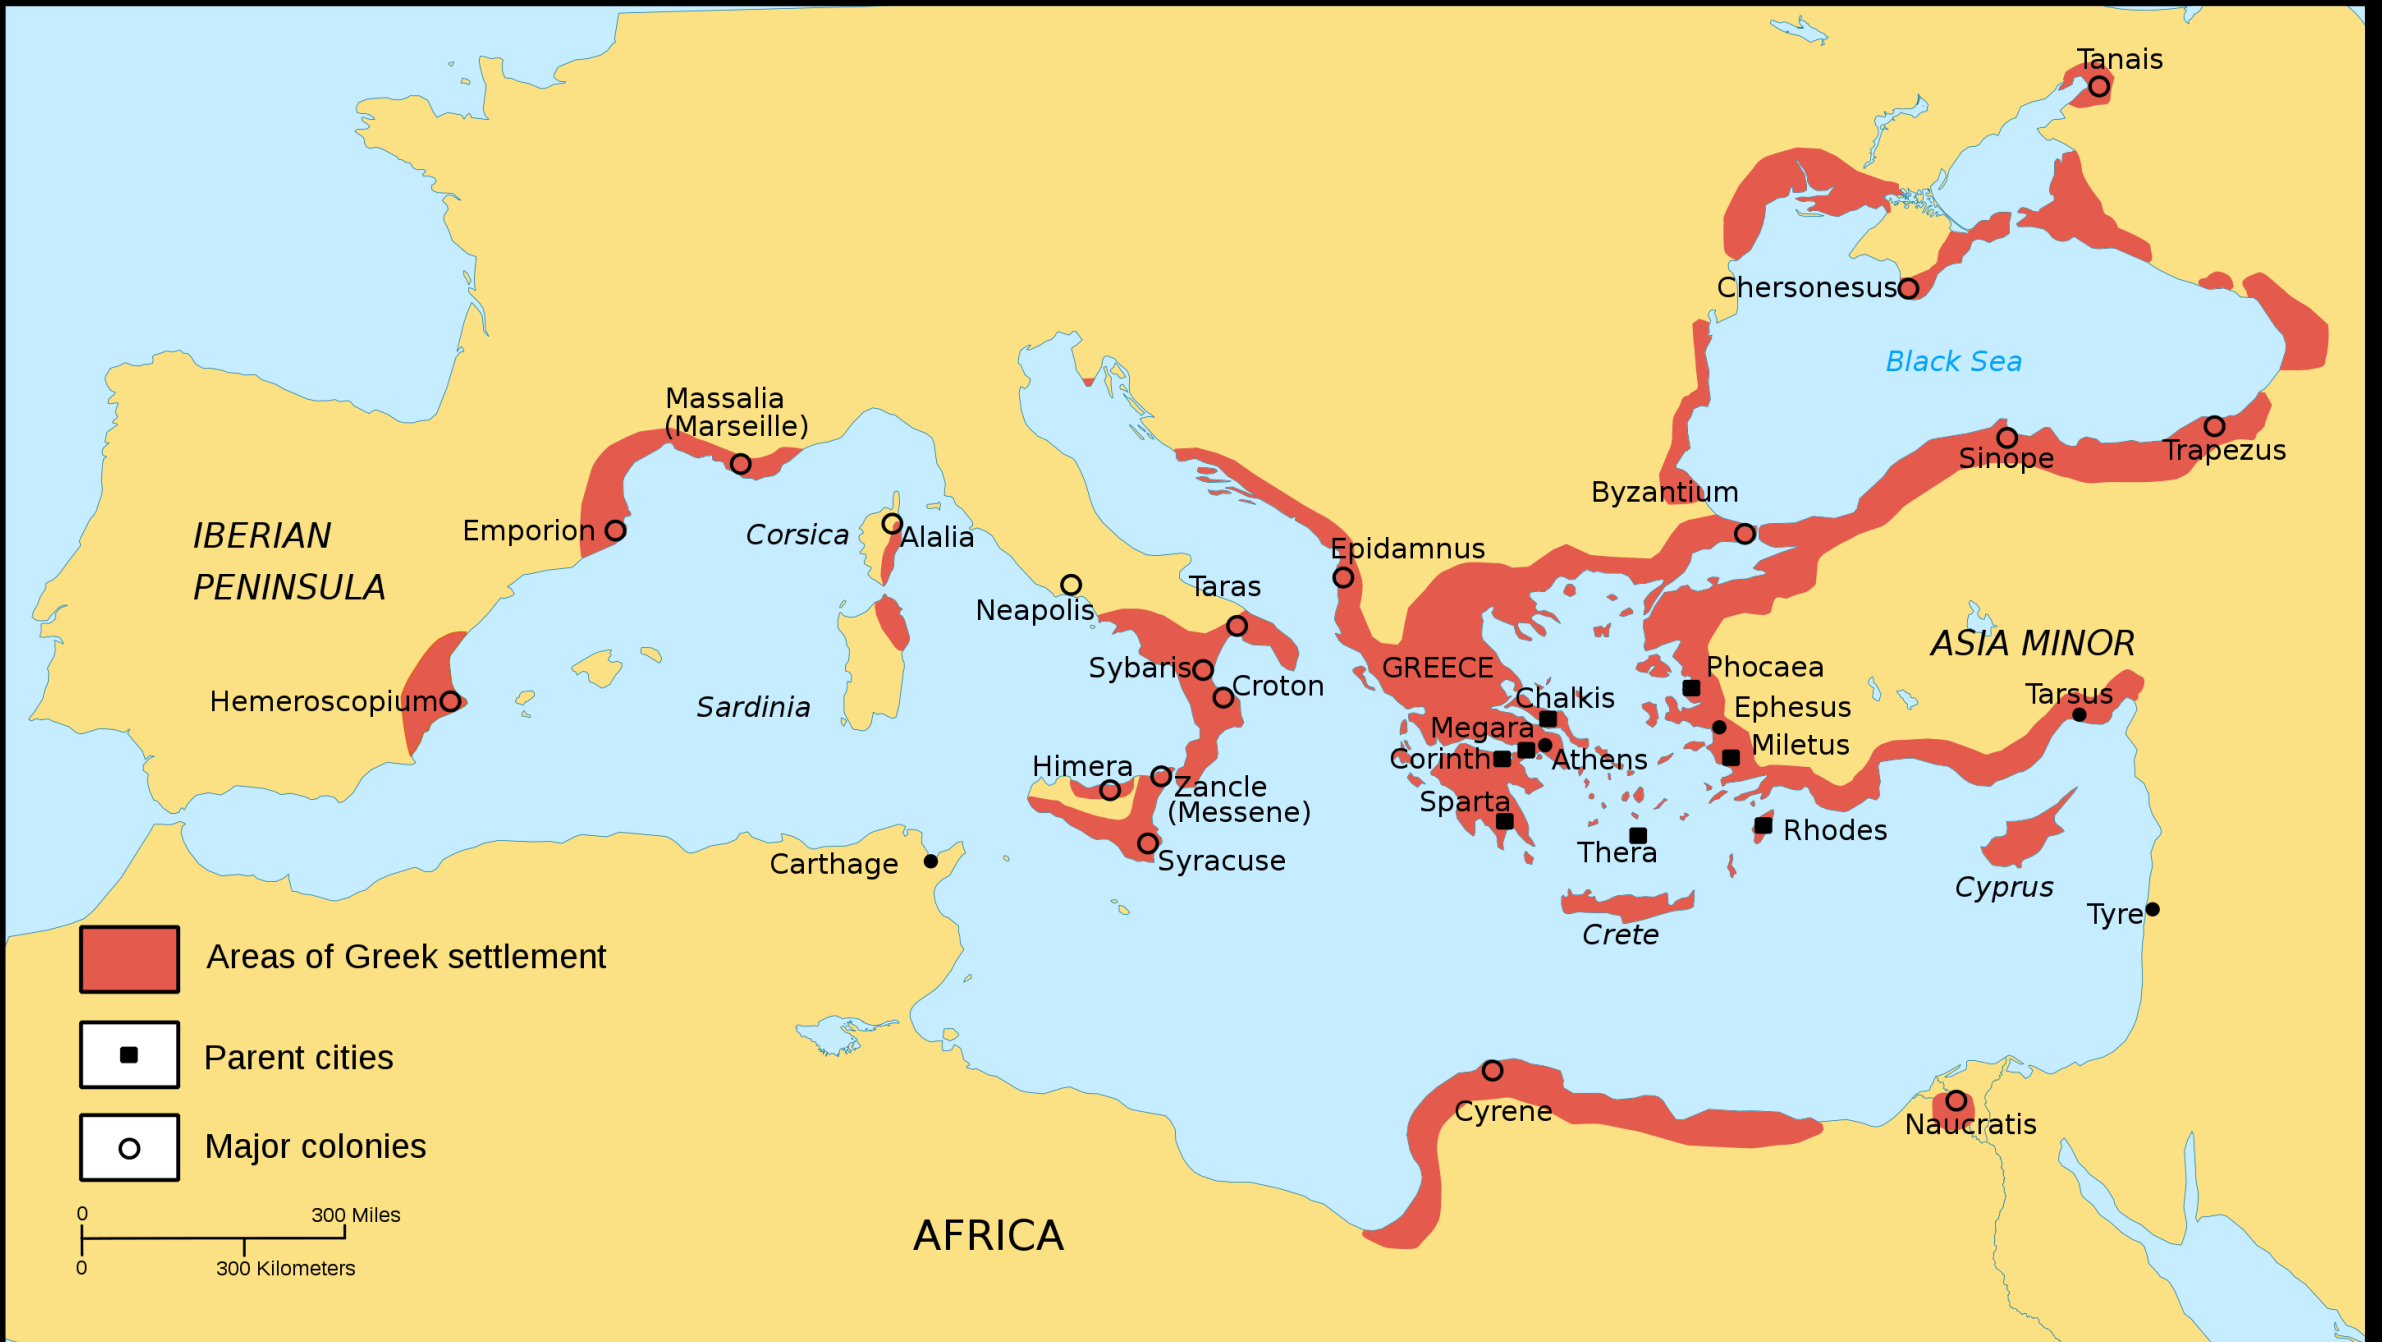 Tanais
Chersonesus
Black Sea
Massalia
(Marseille)
Sinope
Trapezus
Byzantium
IBERIAN
PENINSULA
Emporion
Corsica
Alalia
Epidamnus
Taras
Neapolis
ASIA MINOR
Sybaris
GREECE
Phocaea
Croton
Chalkis
Tarsus
Hemeroscopium
Sardinia
Ephesus
Megara
Miletus
Corinth
Athens
Himera
Zancle
(Messene)
Sparta
Rhodes
Thera
Syracuse
Carthage
Cyprus
Tyre
Crete
Areas of Greek settlement
Parent cities
Cyrene
Naucratis
Major colonies
0
300 Miles
AFRICA
0
300 Kilometers